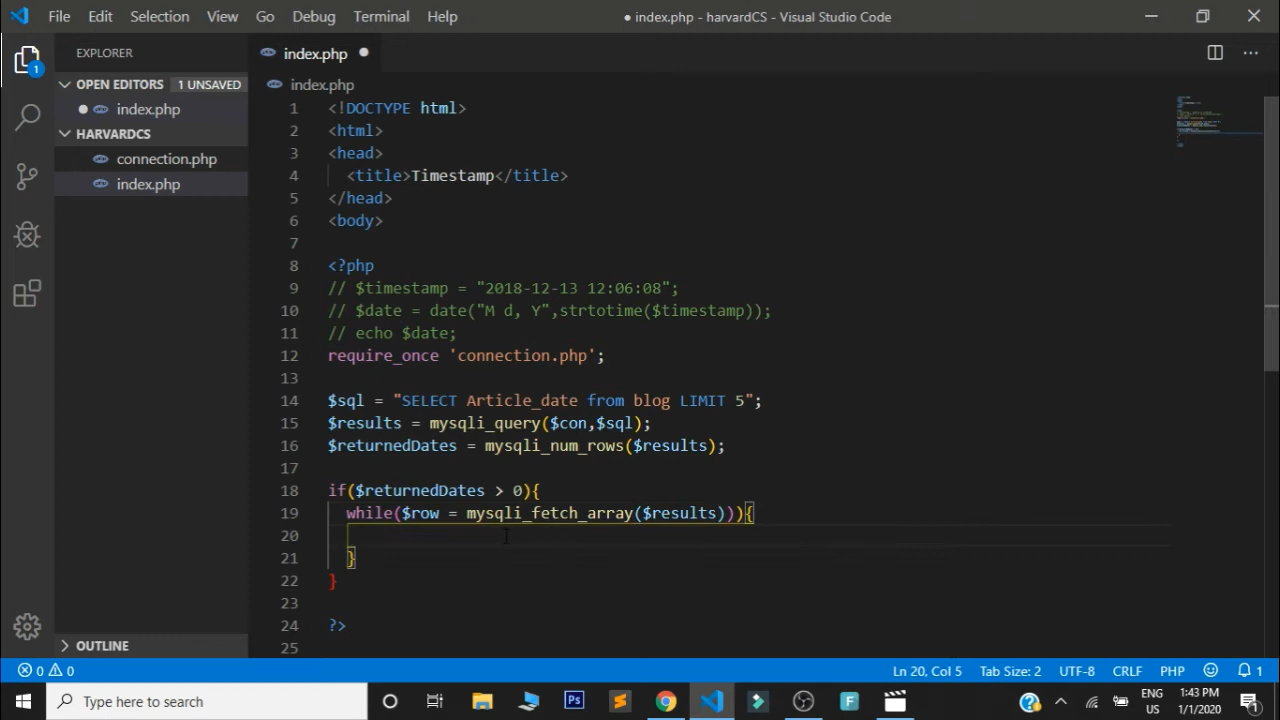 File Edit Selection View Go Debug Terminal Help
● index.php - harvardCS - Visual Studio Code
EXPLORER
index.php ●
1
OPEN EDITORS 1 UNSAVED
● index.php
HARVARDCS
connection.php
index.php
index.php
1 <!DOCTYPE html>
2 <html>
3 <head>
4 <title>Timestamp</title>
5 </head>
6 <body>
7
8 <?php
9 // $timestamp = "2018-12-13 12:06:08";
10 // $date = date("M d, Y",strtotime($timestamp));
11 // echo $date;
12 require_once 'connection.php';
13
14 $sql = "SELECT Article_date from blog LIMIT 5";
15 $results = mysqli_query($con,$sql);
16 $returnedDates = mysqli_num_rows($results);
17
18 if($returnedDates > 0){
19 while($row = mysqli_fetch_array($results))){
20
21 }
22 }
23
24 ?>
25
OUTLINE
0 0
Ln 20, Col 5 Tab Size: 2 UTF-8 CRLF PHP 1
Type here to search
Ps
F
ENG
US
1:43 PM
1/1/2020
1